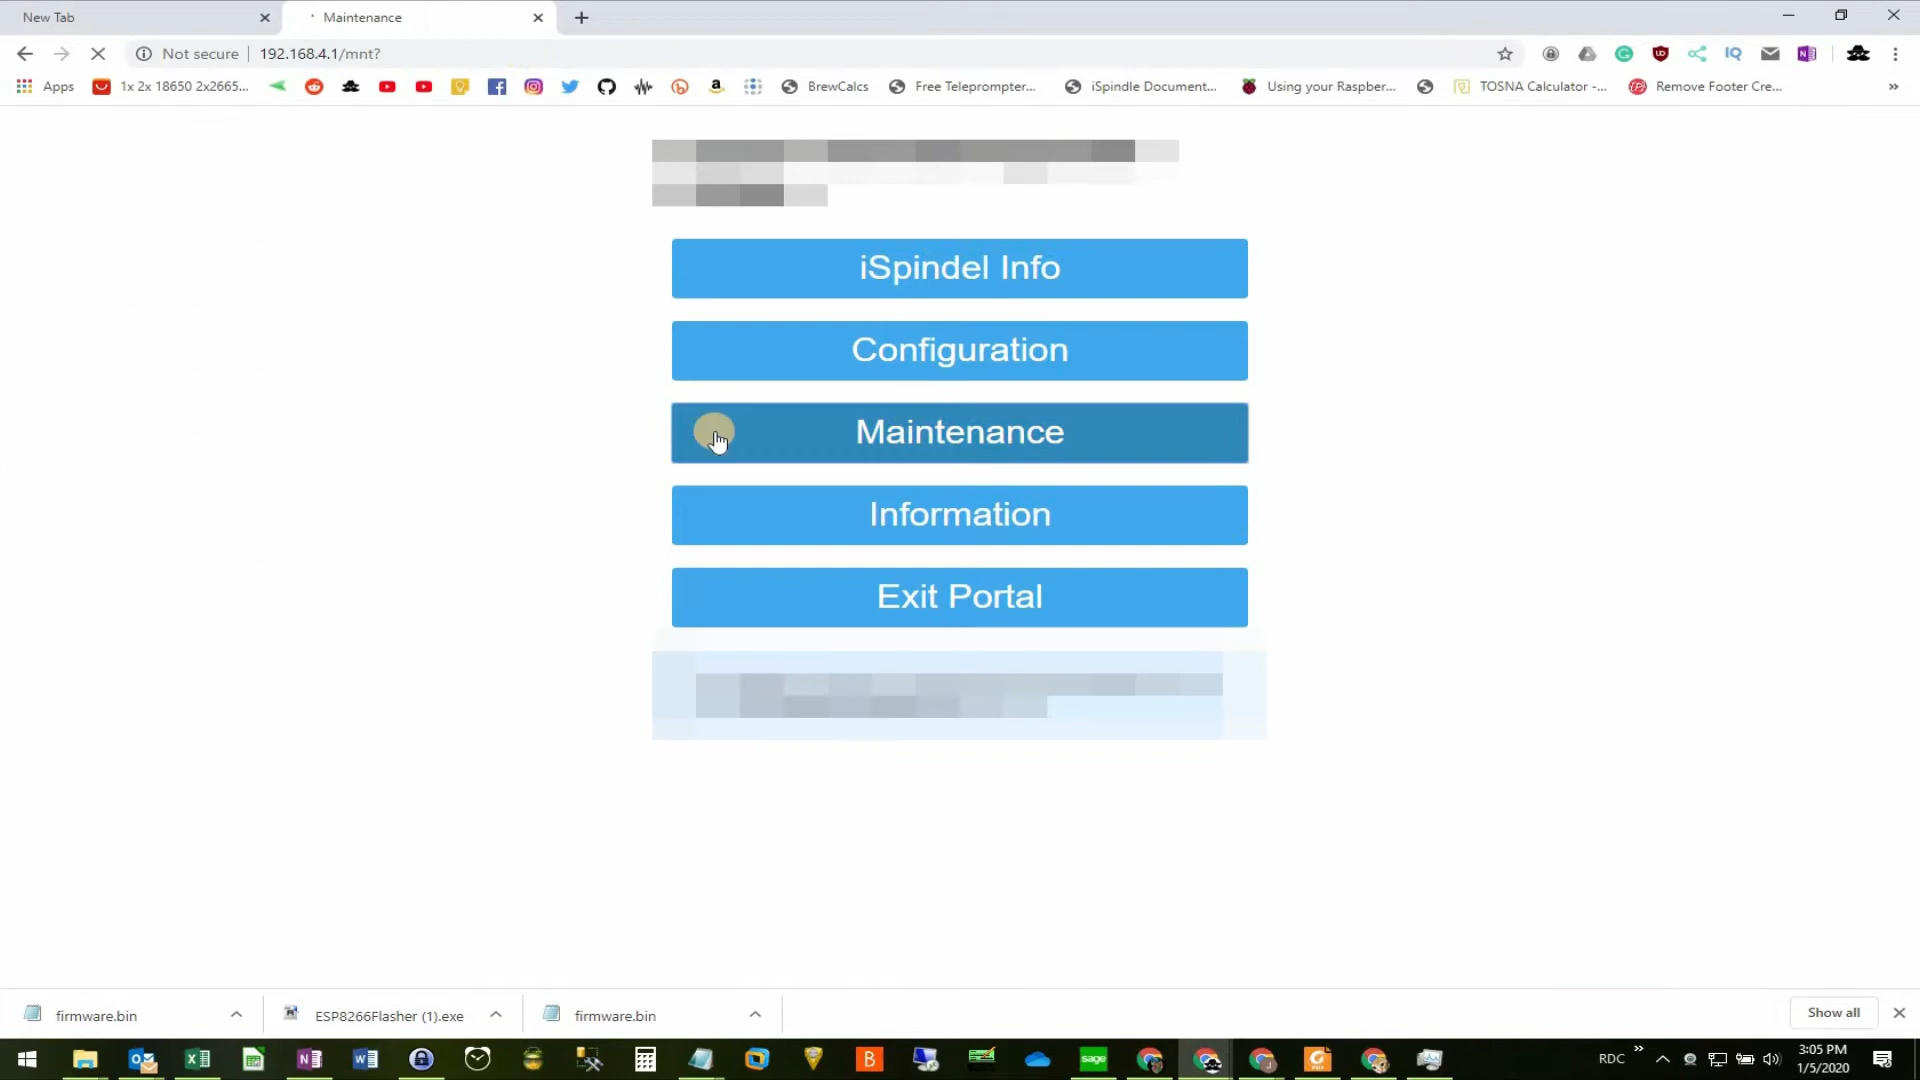 New Tab
Maintenance
Not secure
192.168.4.1/mnt?
Apps
1x 2x 18650 2x2665...
BrewCalcs
Free Teleprompter...
iSpindle Document...
Using your Raspber...
TOSNA Calculator -...
Remove Footer Cre...
iSpindel Info
Configuration
Maintenance
Information
Exit Portal
firmware.bin
ESP8266Flasher (1).exe
firmware.bin
Show all
RDC
3:05 PM
1/5/2020